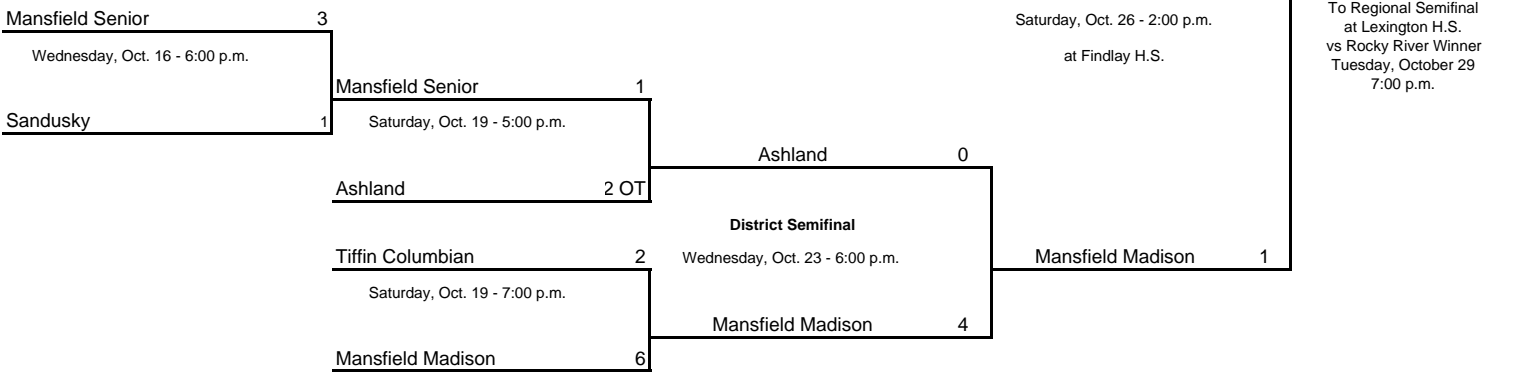 Mansfield Senior 3
Wednesday, Oct. 16 - 6:00 p.m.
Sandusky 1
Mansfield Senior 1
Saturday, Oct. 19 - 5:00 p.m.
Ashland 2 OT
Tiffin Columbian 2
Saturday, Oct. 19 - 7:00 p.m.
Mansfield Madison 6
Ashland 0
District Semifinal
Wednesday, Oct. 23 - 6:00 p.m.
Mansfield Madison 4
Saturday, Oct. 26 - 2:00 p.m.
at Findlay H.S.
Mansfield Madison 1
To Regional Semifinal
at Lexington H.S.
vs Rocky River Winner
Tuesday, October 29
7:00 p.m.